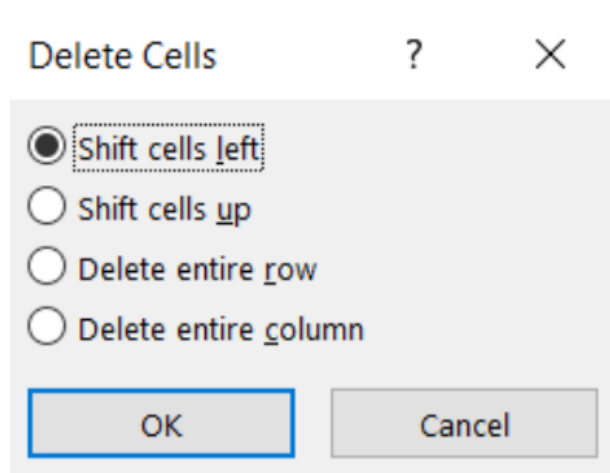 Delete Cells ?
Shift cells left
Shift cells up
Delete entire row
Delete entire column
OK Cancel